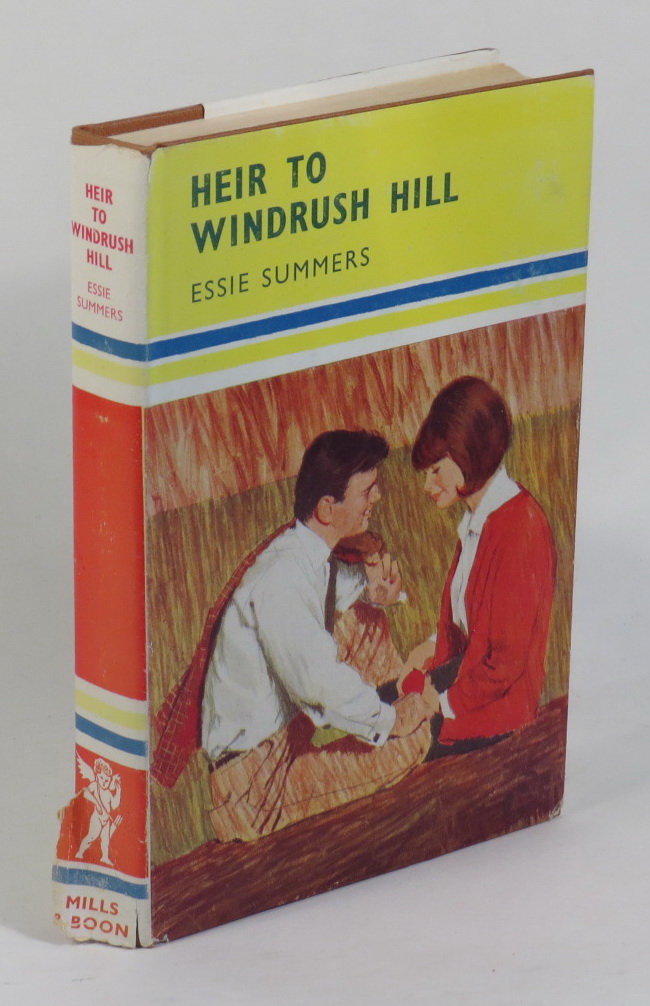 HEIR
TO
WINDRUSH
HILL
ESSIE
SUMMERS
MILLS
& BOON
HEIR TO
WINDRUSH HILL
ESSIE SUMMERS